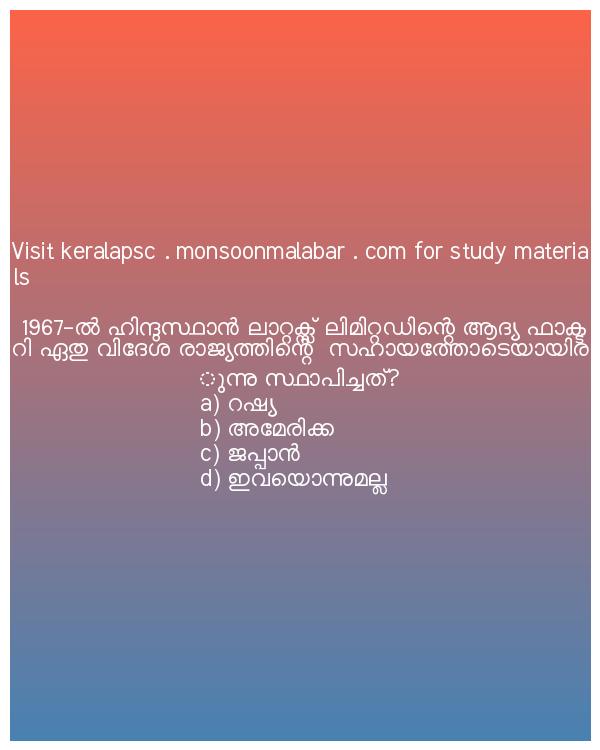 Visit keralapsc . monsoonmalabar . com for study materia
ls
1967-ൽ ഹിന്ദുസ്ഥാൻ ലാറ്റക്സ് ലിമിറ്റഡിന്റെ ആദ്യ ഫാക്ട
റി ഏതു വിദേശ രാജ്യത്തിന്റെ സഹായത്തോടെയായിര
ുന്നു സ്ഥാപിച്ചത്?
a) റഷ്യ
b) അമേരിക്ക
c) ജപ്പാൻ
d) ഇവയൊന്നുമല്ല